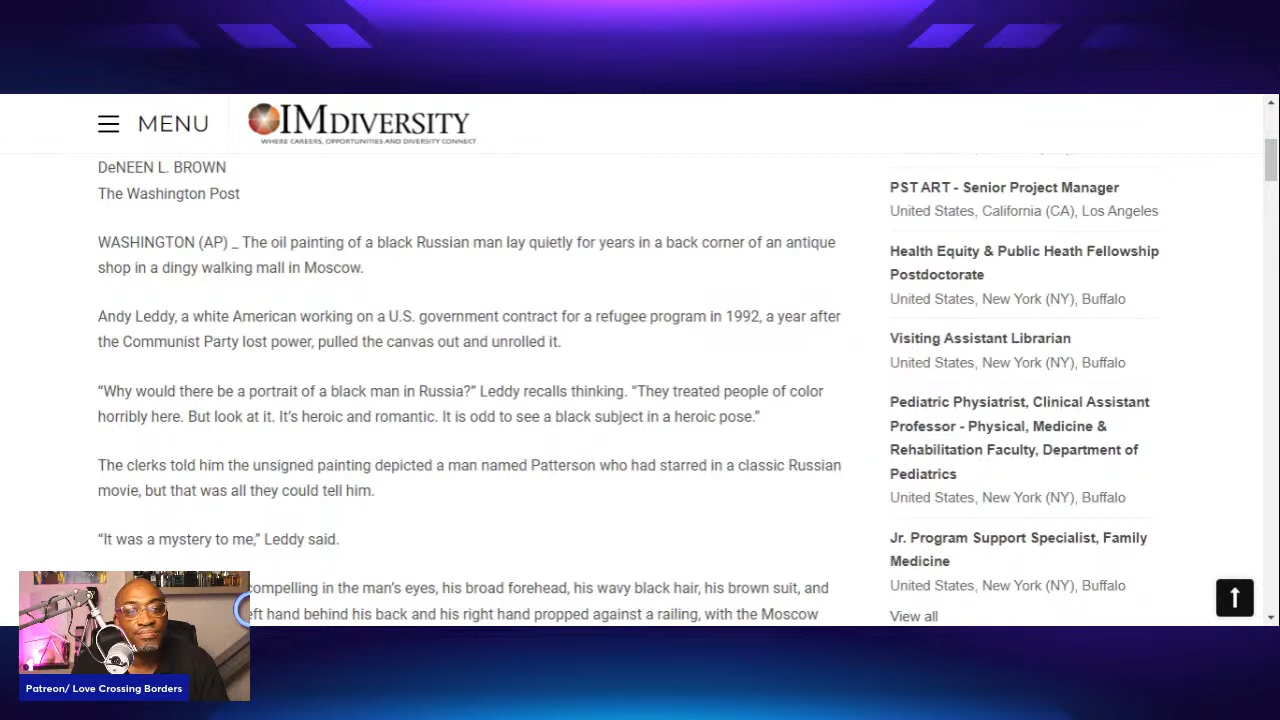 MENU
IMDIVERSITY
WHERE CAREERS, OPPORTUNITIES AND DIVERSITY CONNECT
DeNEEN L. BROWN
The Washington Post
WASHINGTON (AP) _ The oil painting of a black Russian man lay quietly for years in a back corner of an antique
shop in a dingy walking mall in Moscow.
Andy Leddy, a white American working on a U.S. government contract for a refugee program in 1992, a year after
the Communist Party lost power, pulled the canvas out and unrolled it.
“Why would there be a portrait of a black man in Russia?” Leddy recalls thinking. “They treated people of color
horribly here. But look at it. It’s heroic and romantic. It is odd to see a black subject in a heroic pose.”
The clerks told him the unsigned painting depicted a man named Patterson who had starred in a classic Russian
movie, but that was all they could tell him.
“It was a mystery to me,” Leddy said.
compelling in the man’s eyes, his broad forehead, his wavy black hair, his brown suit, and
hand behind his back and his right hand propped against a railing, with the Moscow
PST ART - Senior Project Manager
United States, California (CA), Los Angeles
Health Equity & Public Heath Fellowship
Postdoctorate
United States, New York (NY), Buffalo
Visiting Assistant Librarian
United States, New York (NY), Buffalo
Pediatric Physiatrist, Clinical Assistant
Professor - Physical, Medicine &
Rehabilitation Faculty, Department of
Pediatrics
United States, New York (NY), Buffalo
Jr. Program Support Specialist, Family
Medicine
United States, New York (NY), Buffalo
View all
Patreon/ Love Crossing Borders